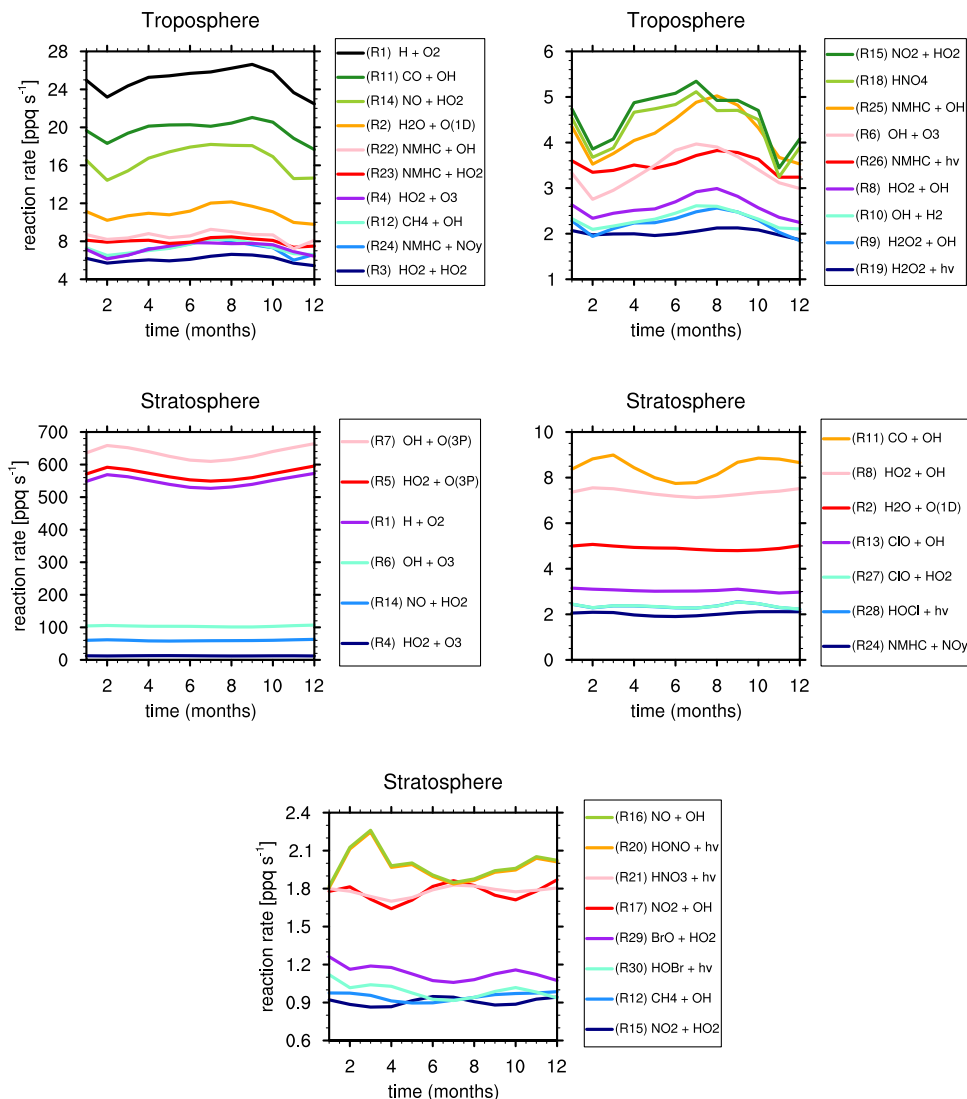 Troposphere
reaction rate [ppq s⁻¹]
28
24
20
16
12
8
4
2 4 6 8 10 12
time (months)
(R1) H + O2
(R11) CO + OH
(R14) NO + HO2
(R2) H2O + O(1D)
(R22) NMHC + OH
(R23) NMHC + HO2
(R4) HO2 + O3
(R12) CH4 + OH
(R24) NMHC + NOy
(R3) HO2 + HO2
Troposphere
6
5
4
3
2
1
2 4 6 8 10 12
time (months)
(R15) NO2 + HO2
(R18) HNO4
(R25) NMHC + OH
(R6) OH + O3
(R26) NMHC + hv
(R8) HO2 + OH
(R10) OH + H2
(R9) H2O2 + OH
(R19) H2O2 + hv
Stratosphere
reaction rate [ppq s⁻¹]
700
600
500
400
300
200
100
0
2 4 6 8 10 12
time (months)
(R7) OH + O(3P)
(R5) HO2 + O(3P)
(R1) H + O2
(R6) OH + O3
(R14) NO + HO2
(R4) HO2 + O3
Stratosphere
10
8
6
4
2
0
2 4 6 8 10 12
time (months)
(R11) CO + OH
(R8) HO2 + OH
(R2) H2O + O(1D)
(R13) ClO + OH
(R27) ClO + HO2
(R28) HOCl + hv
(R24) NMHC + NOy
Stratosphere
reaction rate [ppq s⁻¹]
2.4
2.1
1.8
1.5
1.2
0.9
0.6
2 4 6 8 10 12
time (months)
(R16) NO + OH
(R20) HONO + hv
(R21) HNO3 + hv
(R17) NO2 + OH
(R29) BrO + HO2
(R30) HOBr + hv
(R12) CH4 + OH
(R15) NO2 + HO2